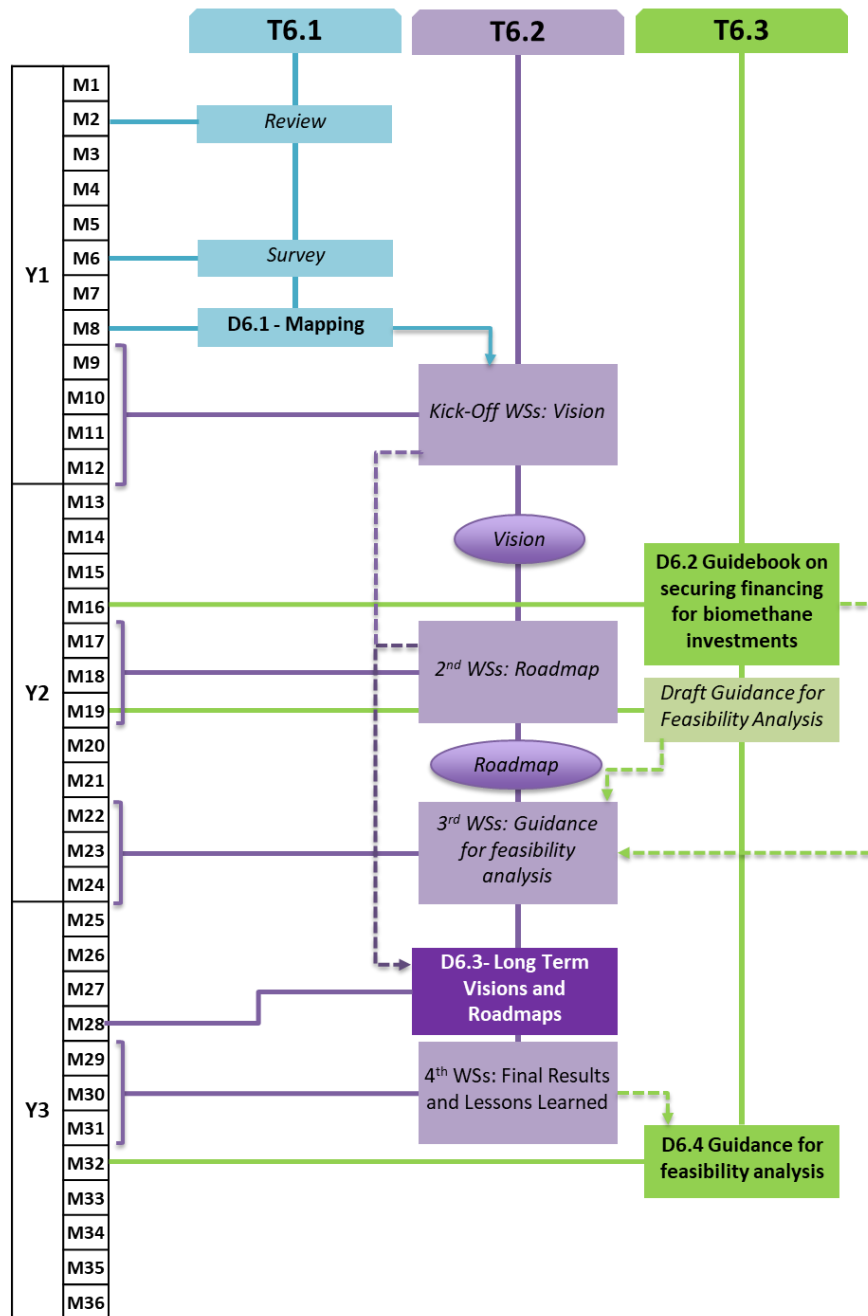 T6.1
T6.2
T6.3
Y1
M1
M2
Review
M3
M4
M5
M6
Survey
M7
M8
D6.1 - Mapping
M9
M10
Kick-Off WSs: Vision
M11
M12
Y2
M13
M14
Vision
M15
M16
D6.2 Guidebook on
securing financing
for biomethane
investments
M17
M18
2nd WSs: Roadmap
M19
Draft Guidance for
Feasibility Analysis
M20
M21
Roadmap
M22
M23
M24
3rd WSs: Guidance
for feasibility
analysis
Y3
M25
M26
M27
M28
D6.3- Long Term
Visions and
Roadmaps
M29
M30
M31
4th WSs: Final Results
and Lessons Learned
M32
D6.4 Guidance for
feasibility analysis
M33
M34
M35
M36